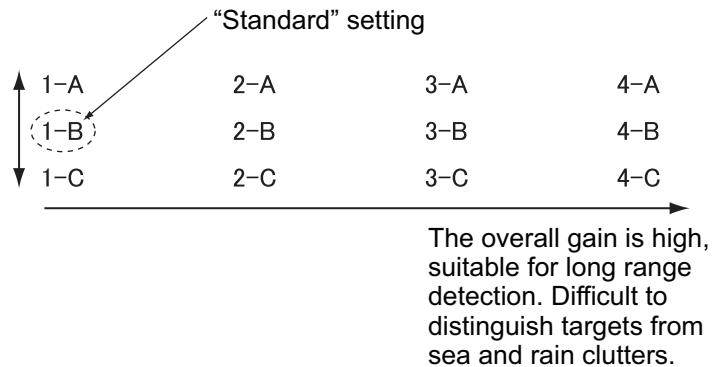 “Standard” setting
1-A 2-A 3-A 4-A
1-B 2-B 3-B 4-B
1-C 2-C 3-C 4-C
The overall gain is high,
suitable for long range
detection. Difficult to
distinguish targets from
sea and rain clutters.